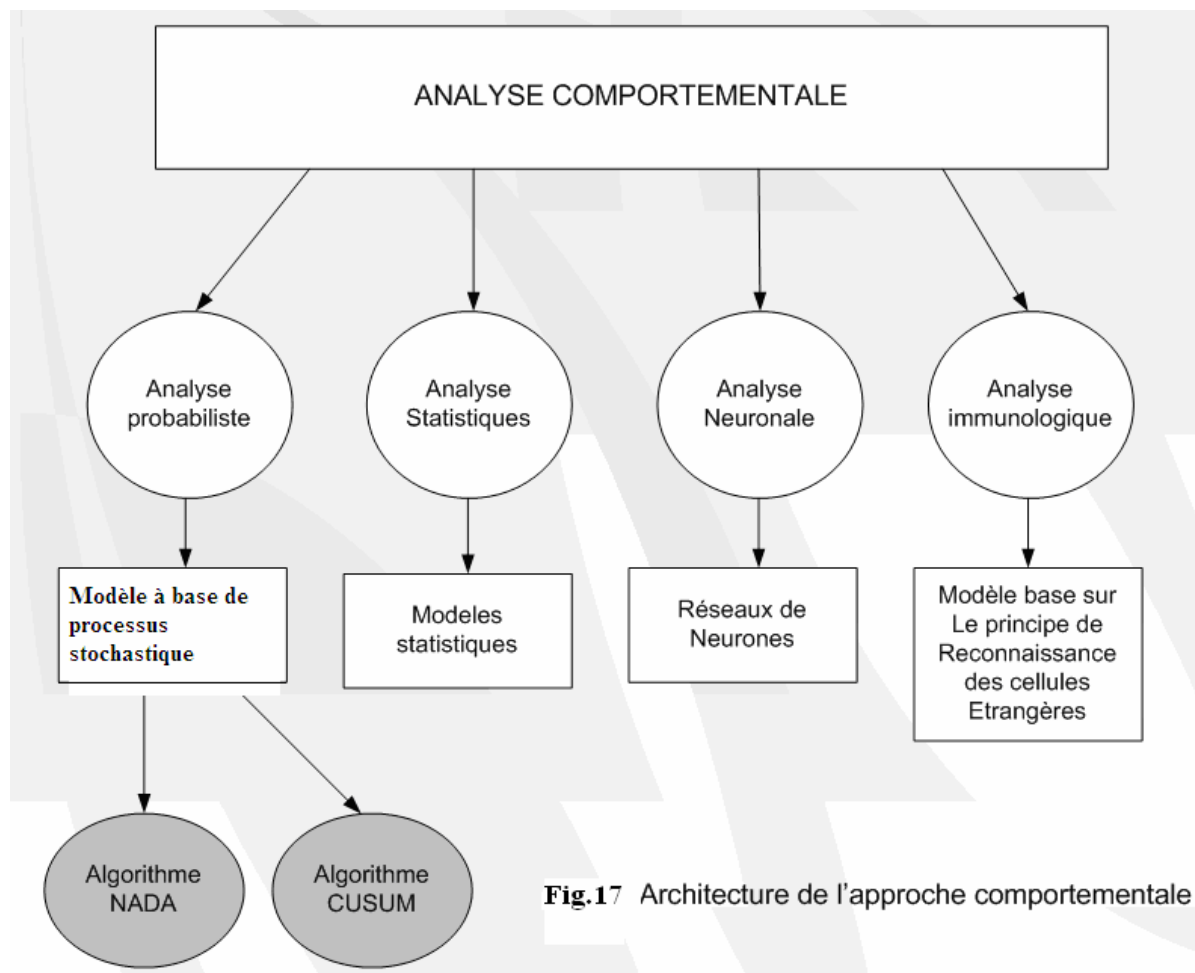 ANALYSE COMPORTEMENTALE
Analyse
probabiliste
Analyse
Statistiques
Analyse
Neuronale
Analyse
immunologique
Modèle à base de
processus
stochastique
Modeles
statistiques
Réseaux de
Neurones
Modèle base sur
Le principe de
Reconnaissance
des cellules
Etrangères
Algorithme
NADA
Algorithme
CUSUM
Fig.17 Architecture de l'approche comportementale